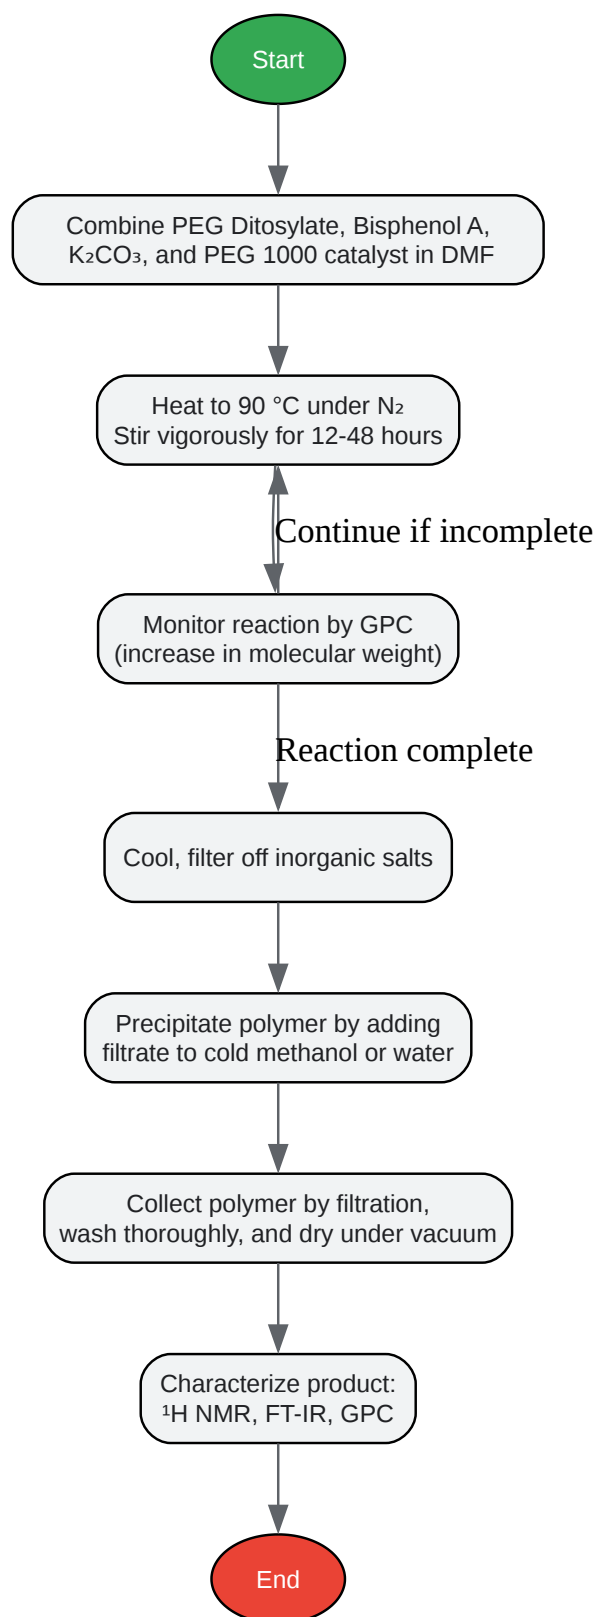 Start
Combine PEG Ditosylate, Bisphenol A,
K₂CO₃, and PEG 1000 catalyst in DMF
Heat to 90 °C under N₂
Stir vigorously for 12-48 hours
Continue if incomplete
Monitor reaction by GPC
(increase in molecular weight)
Reaction complete
Cool, filter off inorganic salts
Precipitate polymer by adding
filtrate to cold methanol or water
Collect polymer by filtration,
wash thoroughly, and dry under vacuum
Characterize product:
¹H NMR, FT-IR, GPC
End